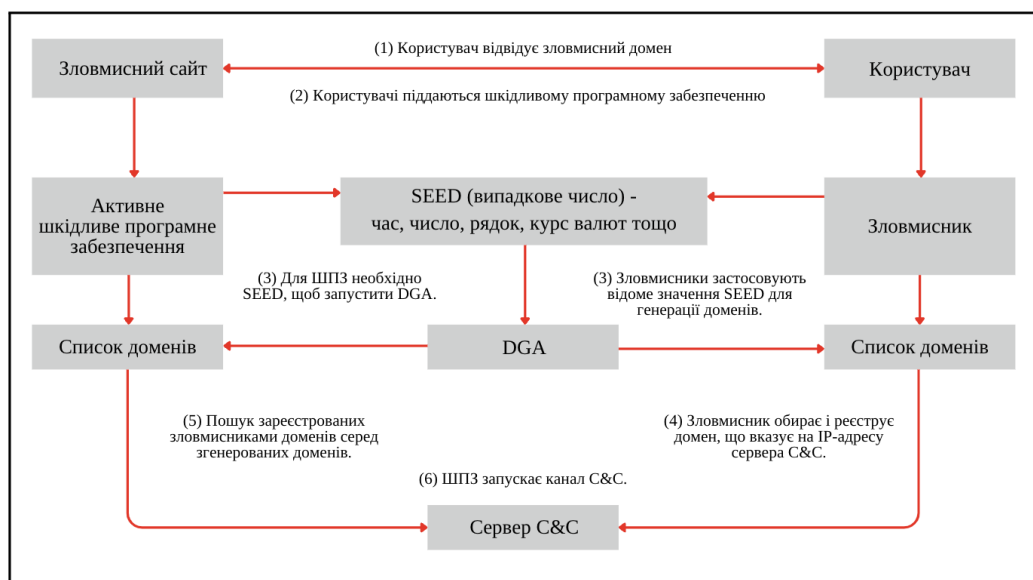 (1) Користувач відвідує зловмисний домен
Зловмисний сайт
Користувач
(2) Користувачі піддаються шкідливому програмному забезпеченню
Активне
шкідливе програмне
забезпечення
SEED (випадкове число) -
час, число, рядок, курс валют тощо
Зловмисник
(3) Для ШПЗ необхідно
SEED, щоб запустити DGA.
(3) Зловмисники застосовують
відоме значення SEED для
генерації доменів.
Список доменів
DGA
Список доменів
(5) Пошук зареєстрованих
зловмисниками доменів серед
згенерованих доменів.
(4) Зловмисник обирає і реєструє
домен, що вказує на IP-адресу
сервера C&C.
(6) ШПЗ запускає канал C&C.
Сервер C&C